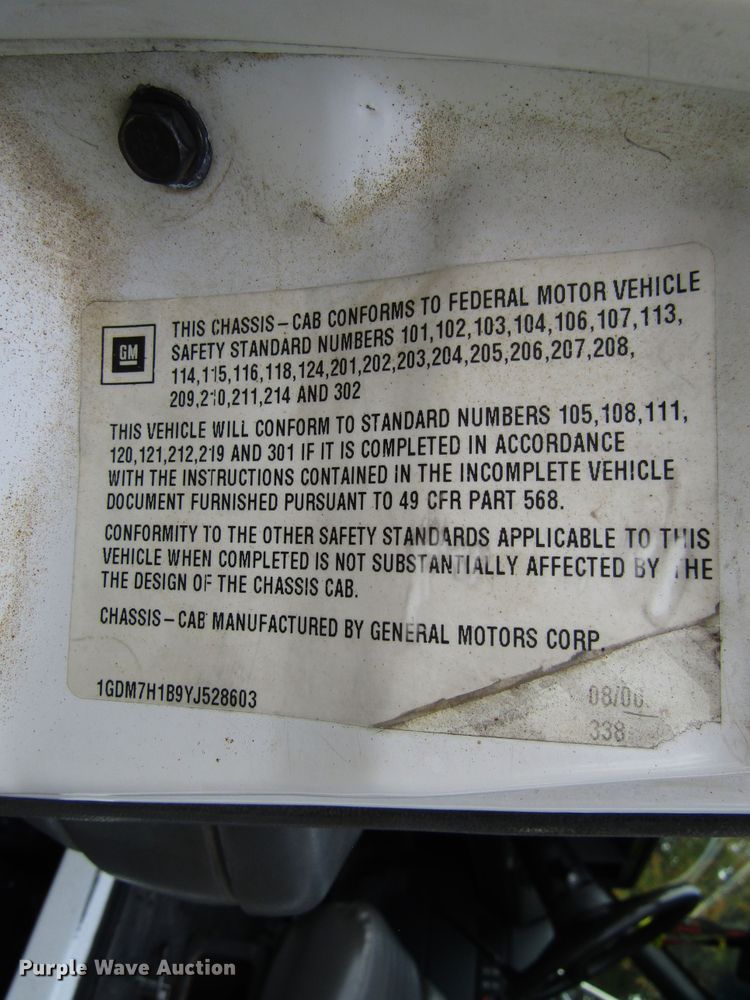 GM
THIS CHASSIS-CAB CONFORMS TO FEDERAL MOTOR VEHICLE
SAFETY STANDARD NUMBERS 101,102,103,104,106,107,113,
114,115,116,118,124,201,202,203,204,205,206,207,208,
209,210,211,214 AND 302
THIS VEHICLE WILL CONFORM TO STANDARD NUMBERS 105,108,111,
120,121,212,219 AND 301 IF IT IS COMPLETED IN ACCORDANCE
WITH THE INSTRUCTIONS CONTAINED IN THE INCOMPLETE VEHICLE
DOCUMENT FURNISHED PURSUANT TO 49 CFR PART 568.
CONFORMITY TO THE OTHER SAFETY STANDARDS APPLICABLE TO THIS
VEHICLE WHEN COMPLETED IS NOT SUBSTANTIALLY AFFECTED BY THE
THE DESIGN OF THE CHASSIS CAB.
CHASSIS-CAB MANUFACTURED BY GENERAL MOTORS CORP.
1GDM7H1B9YJ528603
338
Purple Wave Auction